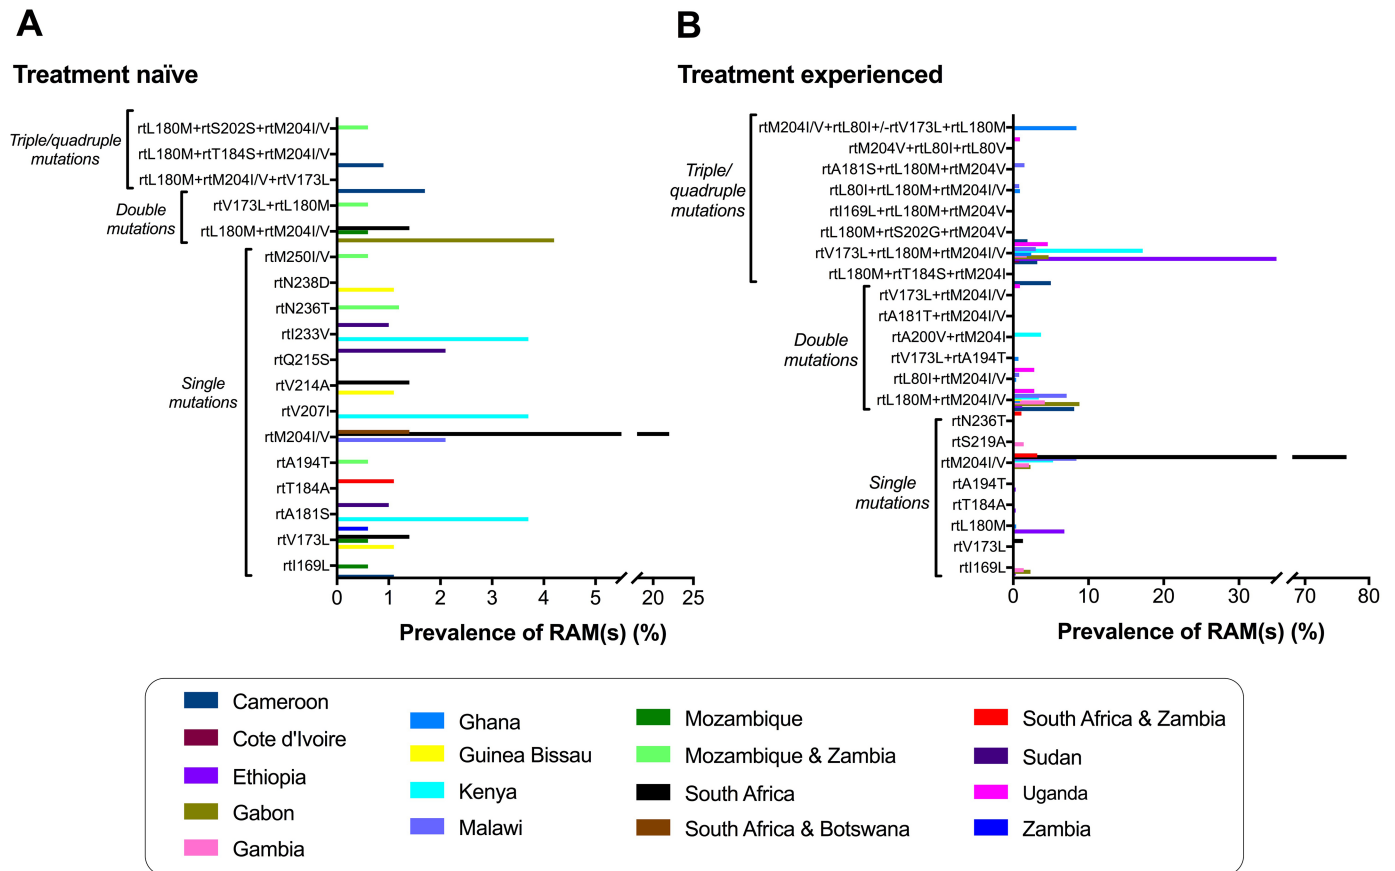 A
Treatment naïve
Triple/quadruple
mutations
rtL180M+rtS202S+rtM204I/V
rtL180M+rtT184S+rtM204I/V
rtL180M+rtM204I/V+rtV173L
Double
mutations
rtV173L+rtL180M
rtL180M+rtM204I/V
Single
mutations
rtM250I/V
rtN238D
rtN236T
rtI233V
rtQ215S
rtV214A
rtV207I
rtM204I/V
rtA194T
rtT184A
rtA181S
rtV173L
rtI169L
0 1 2 3 4 5 20 25
Prevalence of RAM(s) (%)
B
Treatment experienced
Triple/
quadruple
mutations
rtM204I/V+rtL80I+/-rtV173L+rtL180M
rtM204V+rtL80I+rtL80V
rtA181S+rtL180M+rtM204V
rtL80I+rtL180M+rtM204I/V
rtI169L+rtL180M+rtM204V
rtL180M+rtS202G+rtM204V
rtV173L+rtL180M+rtM204I/V
rtL180M+rtT184S+rtM204I
Double
mutations
rtV173L+rtM204I/V
rtA181T+rtM204I/V
rtA200V+rtM204I
rtV173L+rtA194T
rtL80I+rtM204I/V
rtL180M+rtM204I/V
Single
mutations
rtN236T
rtS219A
rtM204I/V
rtA194T
rtT184A
rtL180M
rtV173L
rtI169L
0 10 20 30 70 80
Prevalence of RAM(s) (%)
Cameroon
Cote d'Ivoire
Ethiopia
Gabon
Gambia
Ghana
Guinea Bissau
Kenya
Malawi
Mozambique
Mozambique & Zambia
South Africa
South Africa & Botswana
South Africa & Zambia
Sudan
Uganda
Zambia